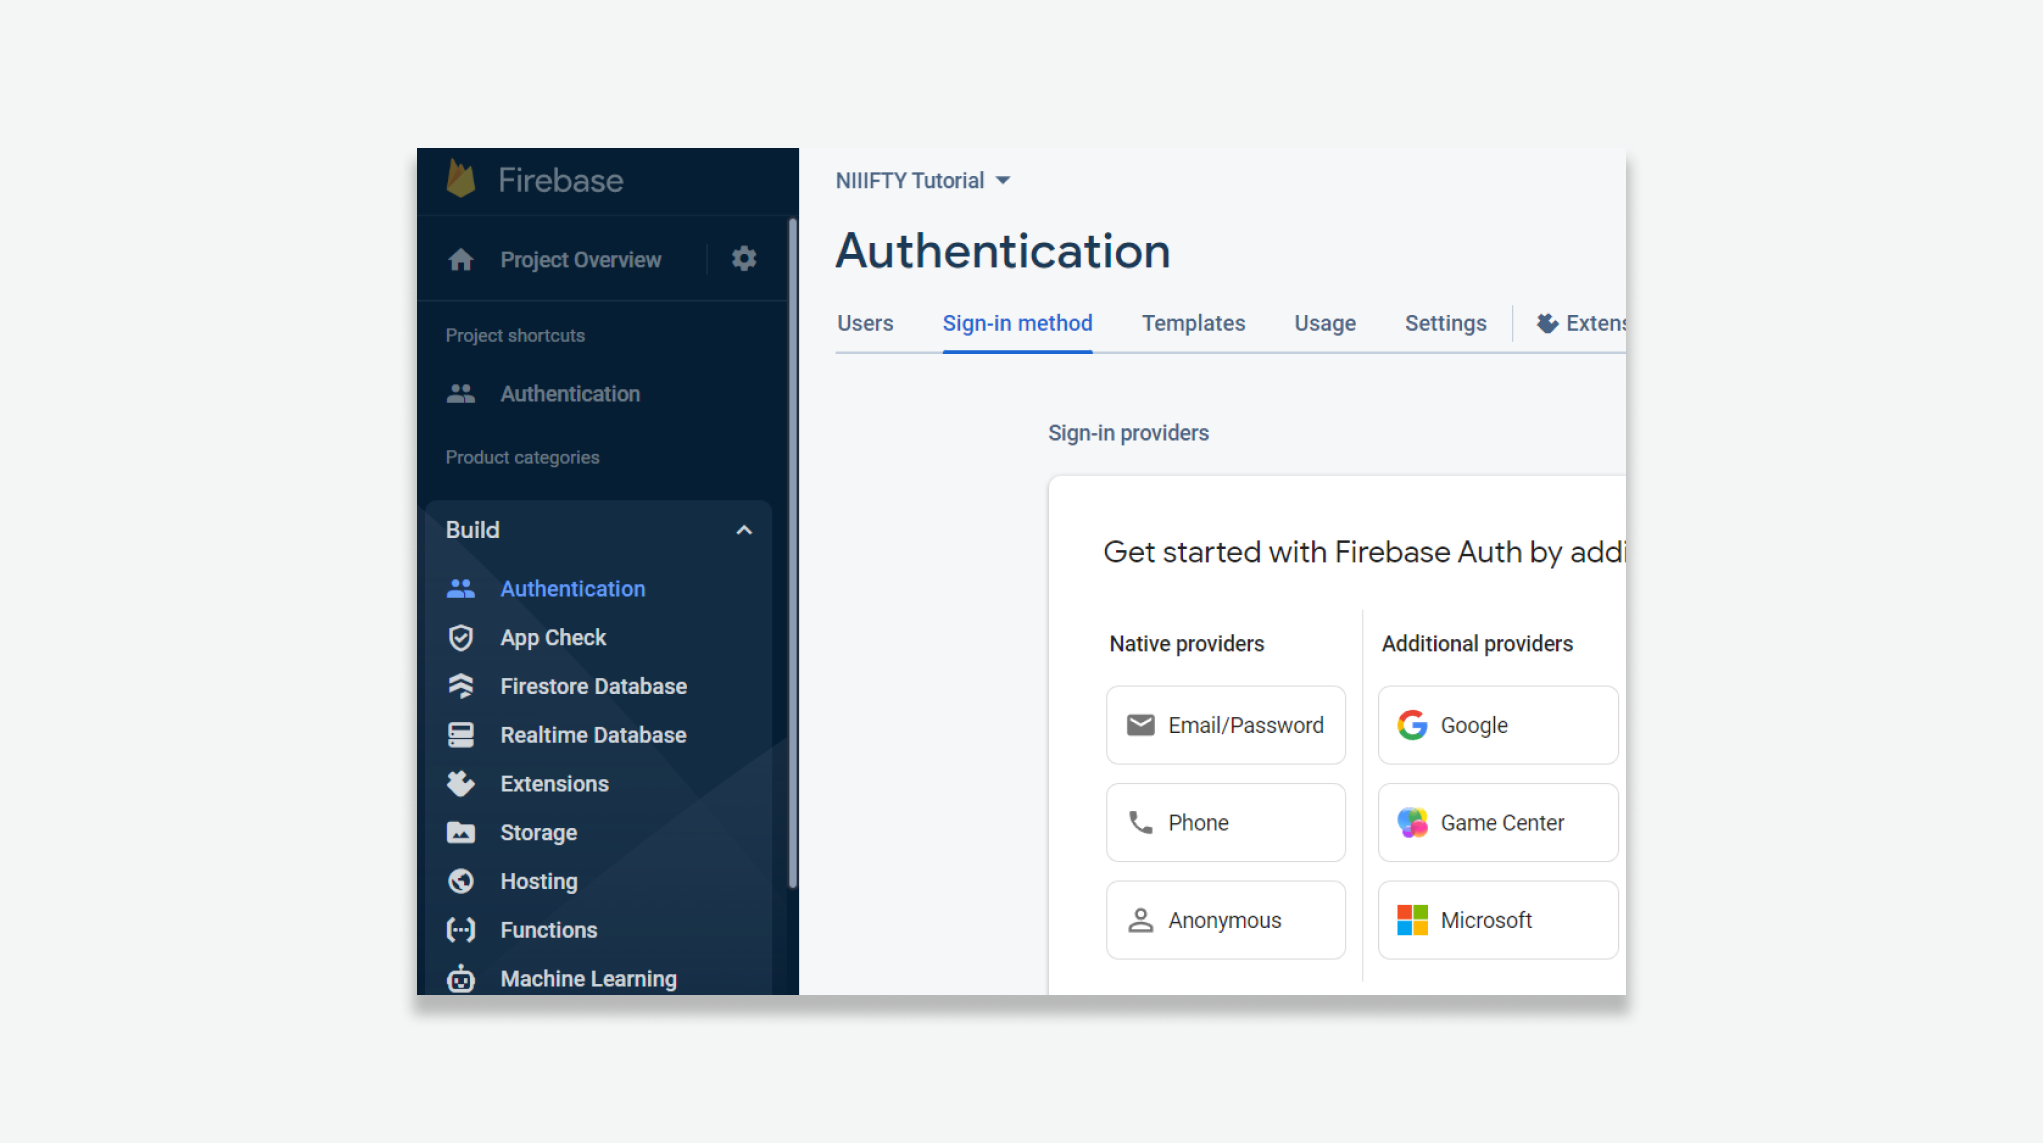 Firebase
Project Overview
Project shortcuts
Authentication
Product categories
Build
Authentication
App Check
Firestore Database
Realtime Database
Extensions
Storage
Hosting
Functions
Machine Learning
NIIIFTY Tutorial
Authentication
Users Sign-in method Templates Usage Settings Extens
Sign-in providers
Get started with Firebase Auth by addi
Native providers Additional providers
Email/Password Google
Phone Game Center
Anonymous Microsoft